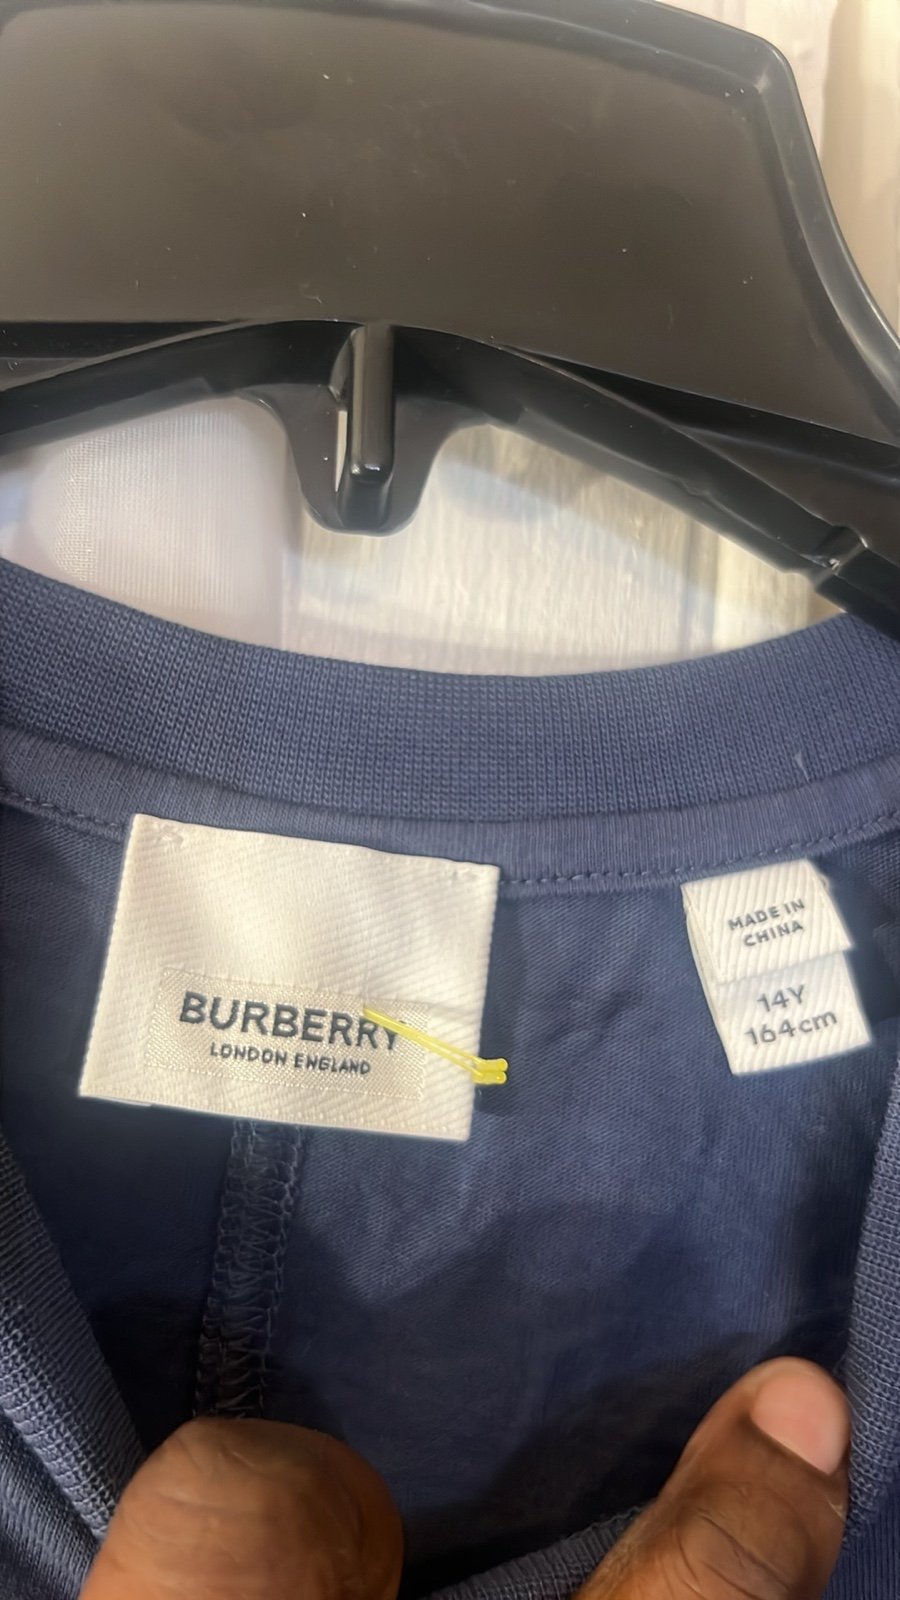 BURBERRY
LONDON ENGLAND
MADE IN
CHINA
14Y
164cm